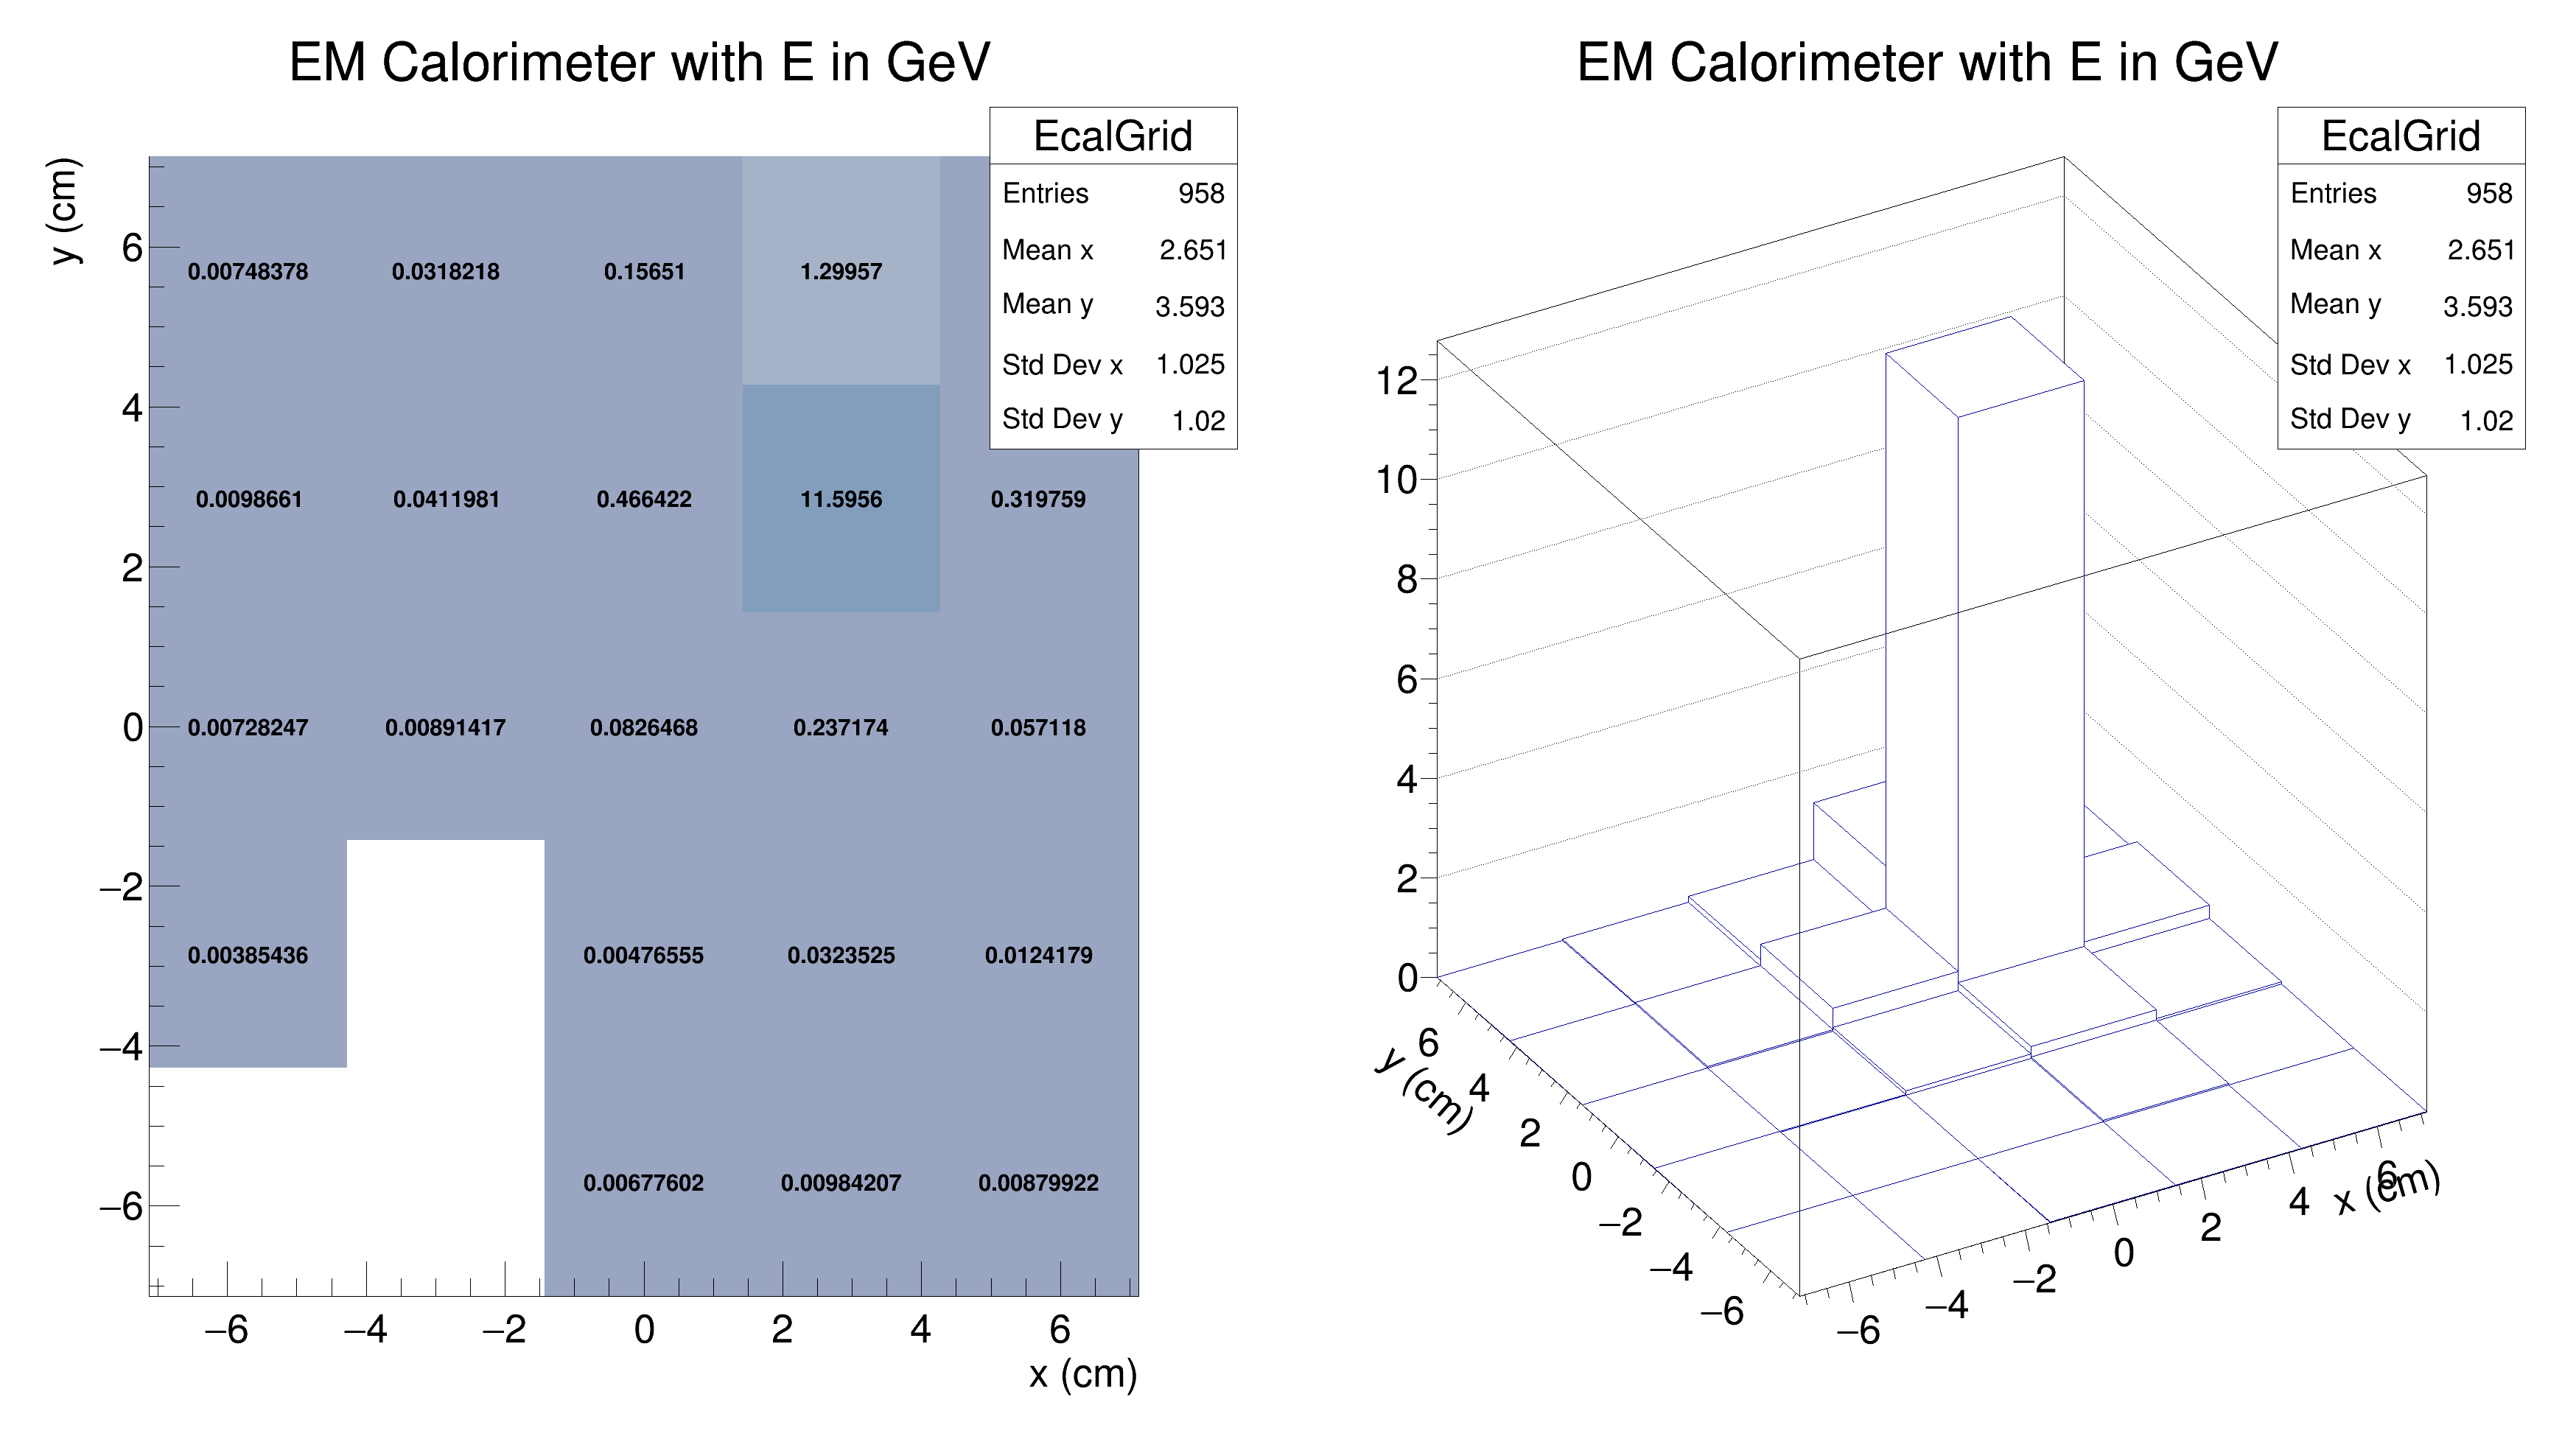 EM Calorimeter with E in GeV
EcalGrid
Entries 958
Mean x 2.651
Mean y 3.593
Std Dev x 1.025
Std Dev y 1.02
y (cm)
6
4
2
0
−2
−4
−6
0.00748378 0.0318218 0.15651 1.29957
0.0098661 0.0411981 0.466422 11.5956 0.319759
0.00728247 0.00891417 0.0826468 0.237174 0.057118
0.00385436 0.00476555 0.0323525 0.0124179
0.00677602 0.00984207 0.00879922
−6 −4 −2 0 2 4 6
x (cm)
EM Calorimeter with E in GeV
EcalGrid
Entries 958
Mean x 2.651
Mean y 3.593
Std Dev x 1.025
Std Dev y 1.02
12
10
8
6
4
2
0
6
4
2
0
−2
−4
−6
y (cm)
−6
−4
−2
0
2
4
6
x (cm)